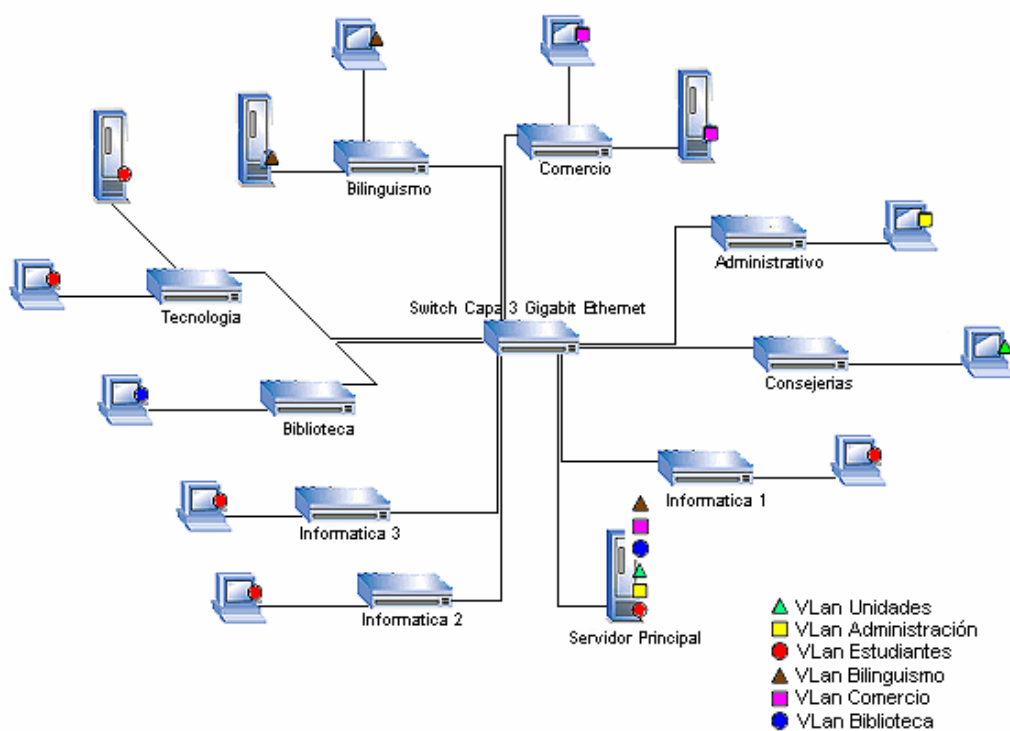 Bilinguismo
Comercio
Administrativo
Tecnologia
Switch Capa 3 Gigabit Ethernet
Consejerias
Biblioteca
Informatica 1
Informatica 3
Informatica 2
Servidor Principal
VLan Unidades
VLan Administración
VLan Estudiantes
VLan Bilinguismo
VLan Comercio
VLan Biblioteca